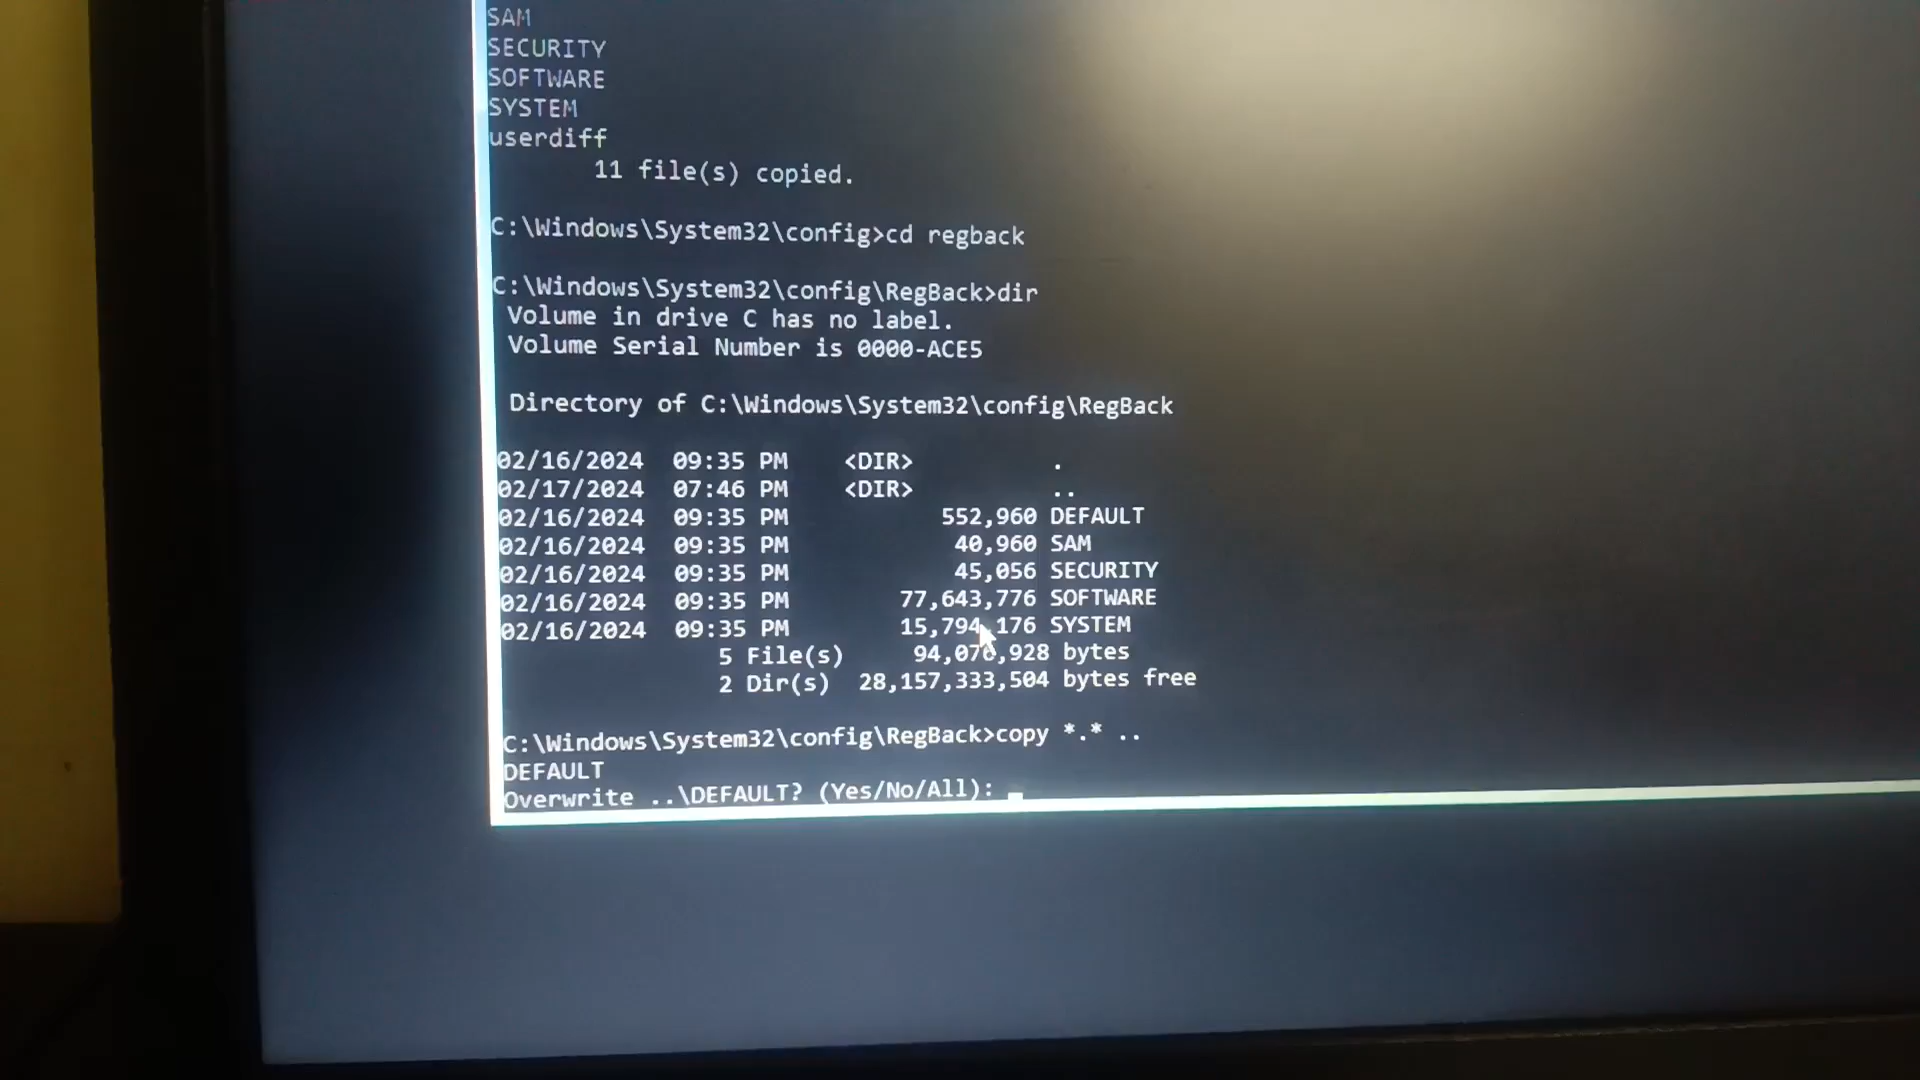 SAM
SECURITY
SOFTWARE
SYSTEM
userdiff
11 file(s) copied.
C:\Windows\System32\config>cd regback
C:\Windows\System32\config\RegBack>dir
Volume in drive C has no label.
Volume Serial Number is 0000-ACE5
Directory of C:\Windows\System32\config\RegBack
02/16/2024 09:35 PM <DIR> .
02/17/2024 07:46 PM <DIR> ..
02/16/2024 09:35 PM 552,960 DEFAULT
02/16/2024 09:35 PM 40,960 SAM
02/16/2024 09:35 PM 45,056 SECURITY
02/16/2024 09:35 PM 77,643,776 SOFTWARE
02/16/2024 09:35 PM 15,794,176 SYSTEM
5 File(s) 94,076,928 bytes
2 Dir(s) 28,157,333,504 bytes free
C:\Windows\System32\config\RegBack>copy *.* ..
DEFAULT
Overwrite ..\DEFAULT? (Yes/No/All):